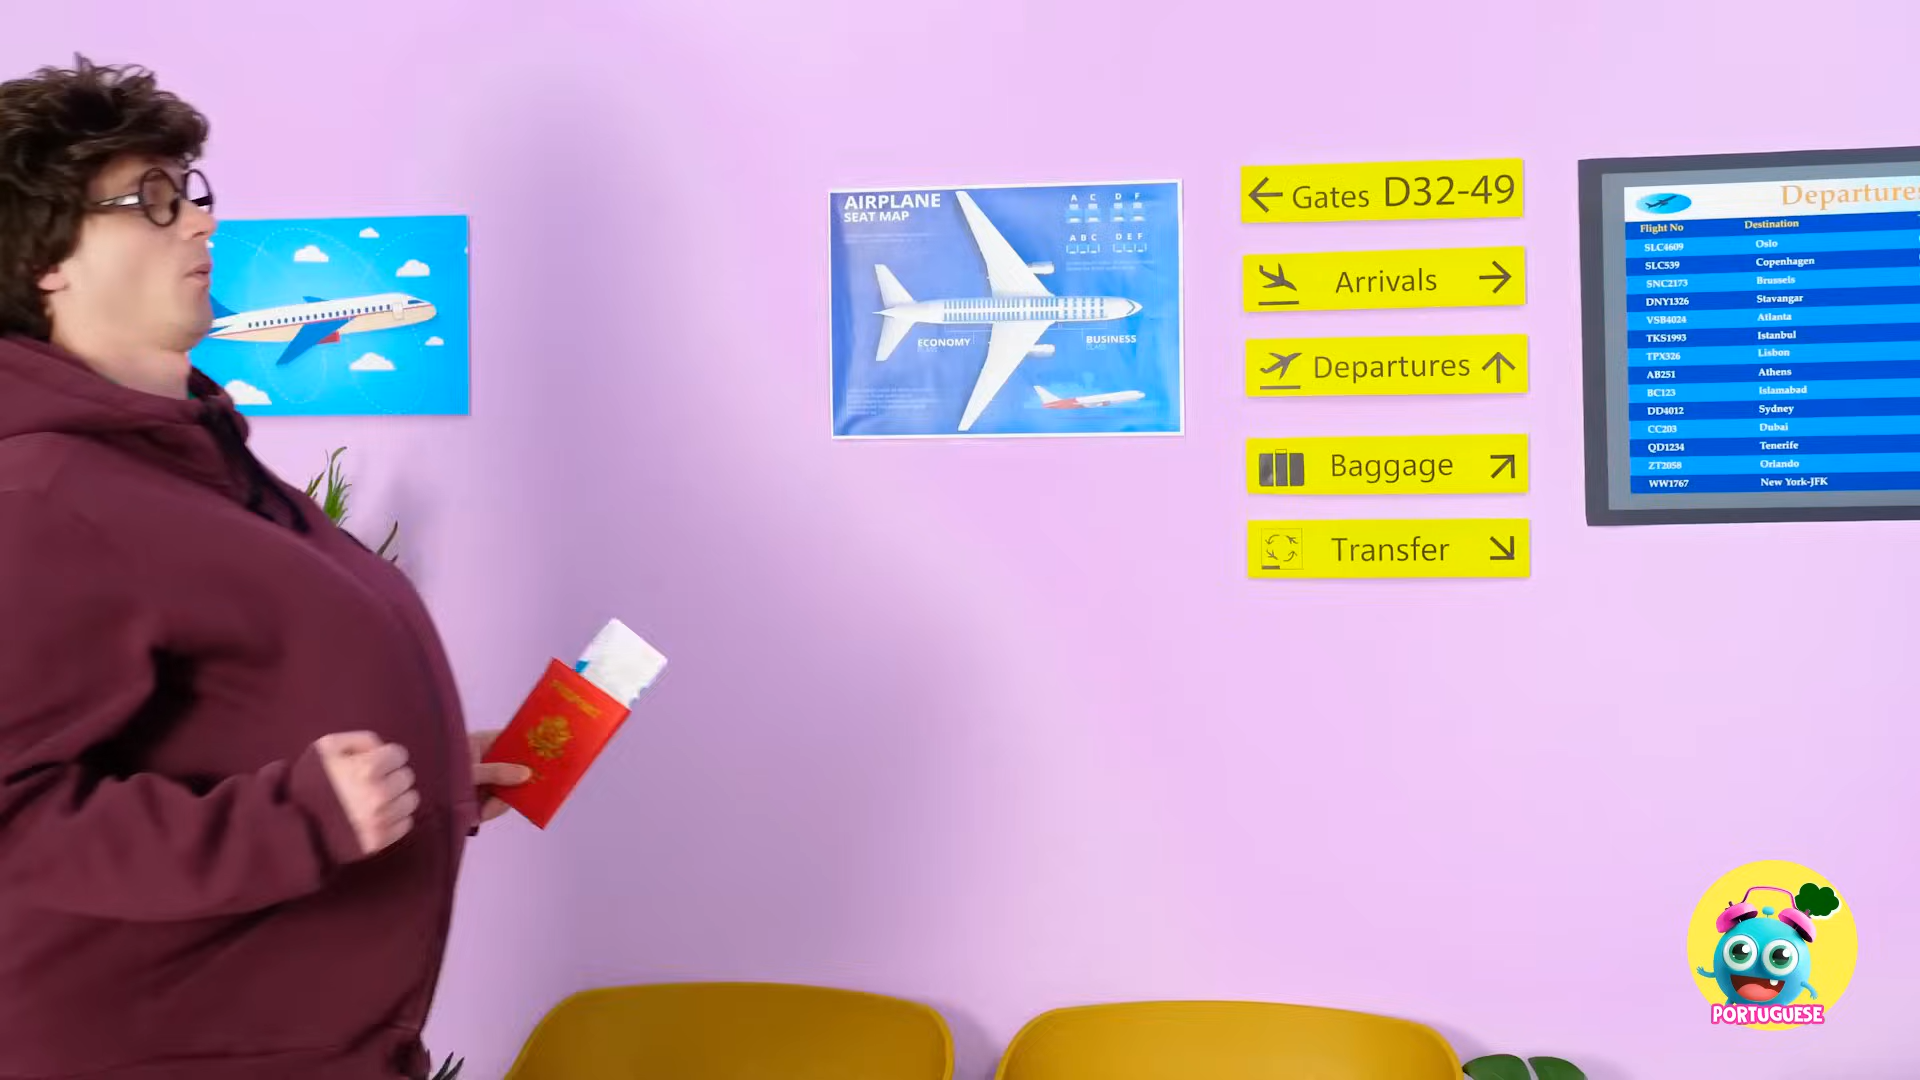 AIRPLANE
SEAT MAP
A C D F
A B C D E F
ECONOMY
BUSINESS
CLASS
← Gates D32-49
Arrivals →
Departures ↑
Baggage ↗
Transfer ↘
Departures
Flight No Destination
SLC4609 Oslo
SLC539 Copenhagen
SNC2173 Brussels
DNY1326 Stavangar
VSB4024 Atlanta
TKS1993 Istanbul
TPX326 Lisbon
AB251 Athens
BC123 Islamabad
DD4012 Sydney
CC203 Dubai
QD1234 Tenerife
ZT2058 Orlando
WW1767 New York-JFK
PORTUGUESE